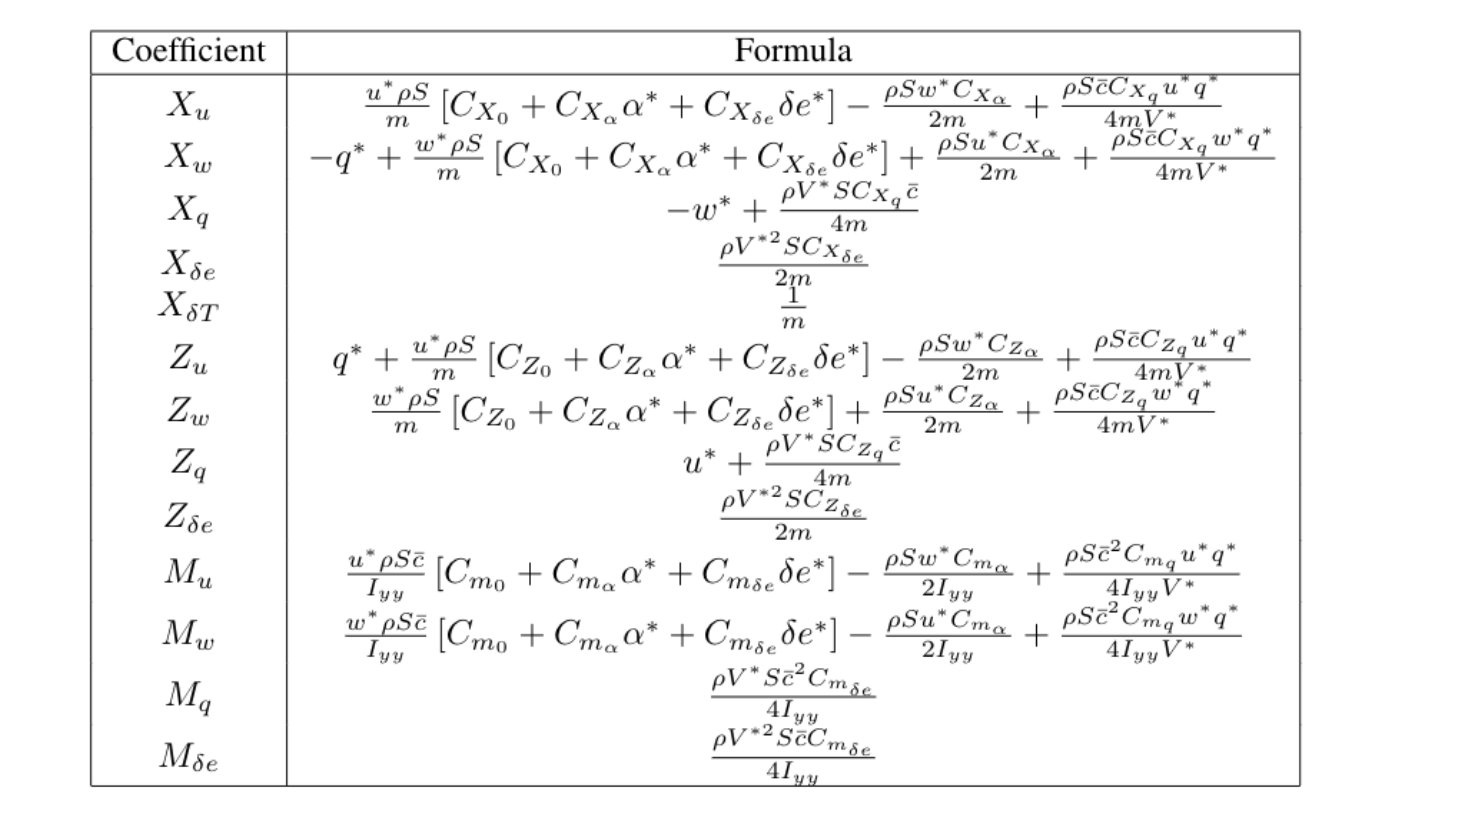 Coefficient Formula
X_u \frac{u^*\rho S}{m}\left[C_{X_0} + C_{X_\alpha}\alpha^* + C_{X_{\delta e}}\delta e^*\right] - \frac{\rho S w^* C_{X_\alpha}}{2m} + \frac{\rho S \bar{c} C_{X_q} u^* q^*}{4mV^*}
X_w -q^* + \frac{w^*\rho S}{m}\left[C_{X_0} + C_{X_\alpha}\alpha^* + C_{X_{\delta e}}\delta e^*\right] + \frac{\rho S u^* C_{X_\alpha}}{2m} + \frac{\rho S \bar{c} C_{X_q} w^* q^*}{4mV^*}
X_q -w^* + \frac{\rho V^* S C_{X_q} \bar{c}}{4m}
X_{\delta e} \frac{\rho V^{*2} S C_{X_{\delta e}}}{2m}
X_{\delta T} \frac{1}{m}
Z_u q^* + \frac{u^*\rho S}{m}\left[C_{Z_0} + C_{Z_\alpha}\alpha^* + C_{Z_{\delta e}}\delta e^*\right] - \frac{\rho S w^* C_{Z_\alpha}}{2m} + \frac{\rho S \bar{c} C_{Z_q} u^* q^*}{4mV^*}
Z_w \frac{w^*\rho S}{m}\left[C_{Z_0} + C_{Z_\alpha}\alpha^* + C_{Z_{\delta e}}\delta e^*\right] + \frac{\rho S u^* C_{Z_\alpha}}{2m} + \frac{\rho S \bar{c} C_{Z_q} w^* q^*}{4mV^*}
Z_q u^* + \frac{\rho V^* S C_{Z_q} \bar{c}}{4m}
Z_{\delta e} \frac{\rho V^{*2} S C_{Z_{\delta e}}}{2m}
M_u \frac{u^*\rho S \bar{c}}{I_{yy}}\left[C_{m_0} + C_{m_\alpha}\alpha^* + C_{m_{\delta e}}\delta e^*\right] - \frac{\rho S w^* C_{m_\alpha}}{2I_{yy}} + \frac{\rho S \bar{c}^2 C_{m_q} u^* q^*}{4I_{yy}V^*}
M_w \frac{w^*\rho S \bar{c}}{I_{yy}}\left[C_{m_0} + C_{m_\alpha}\alpha^* + C_{m_{\delta e}}\delta e^*\right] - \frac{\rho S u^* C_{m_\alpha}}{2I_{yy}} + \frac{\rho S \bar{c}^2 C_{m_q} w^* q^*}{4I_{yy}V^*}
M_q \frac{\rho V^* S \bar{c}^2 C_{m_{\delta e}}}{4I_{yy}}
M_{\delta e} \frac{\rho V^{*2} S \bar{c} C_{m_{\delta e}}}{4I_{yy}}